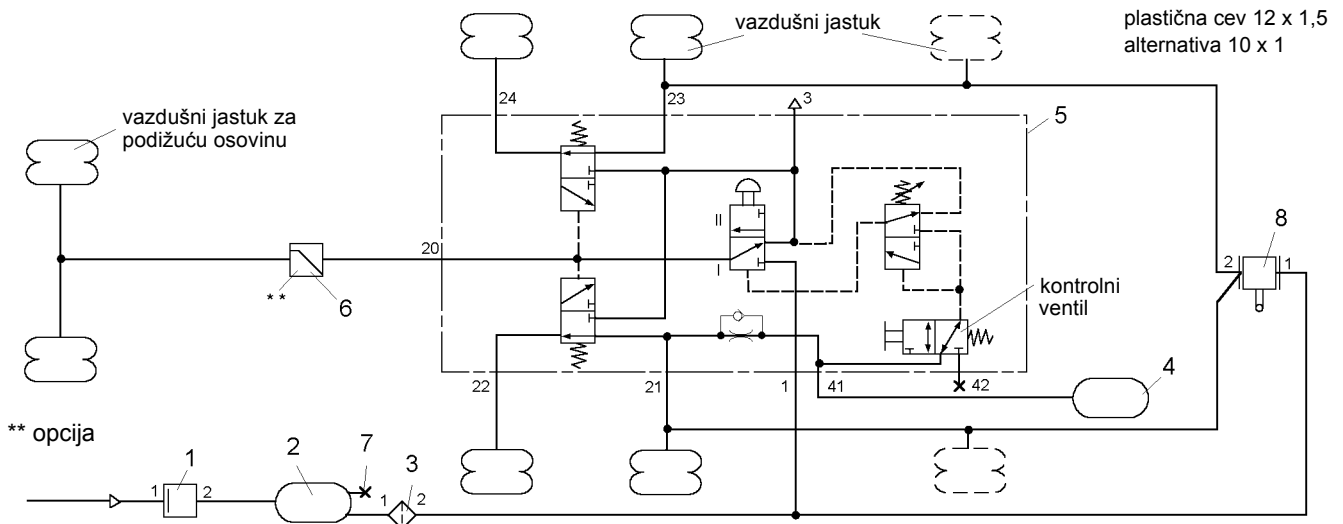 vazdušni jastuk
plastična cev 12 x 1,5
alternativa 10 x 1
24
23
3
5
vazdušni jastuk za
podižuću osovinu
II
8
20
I
2
1
* *
6
kontrolni
ventil
22
21
1
41
42
4
** opcija
1
2
7
3
1
2
1
2